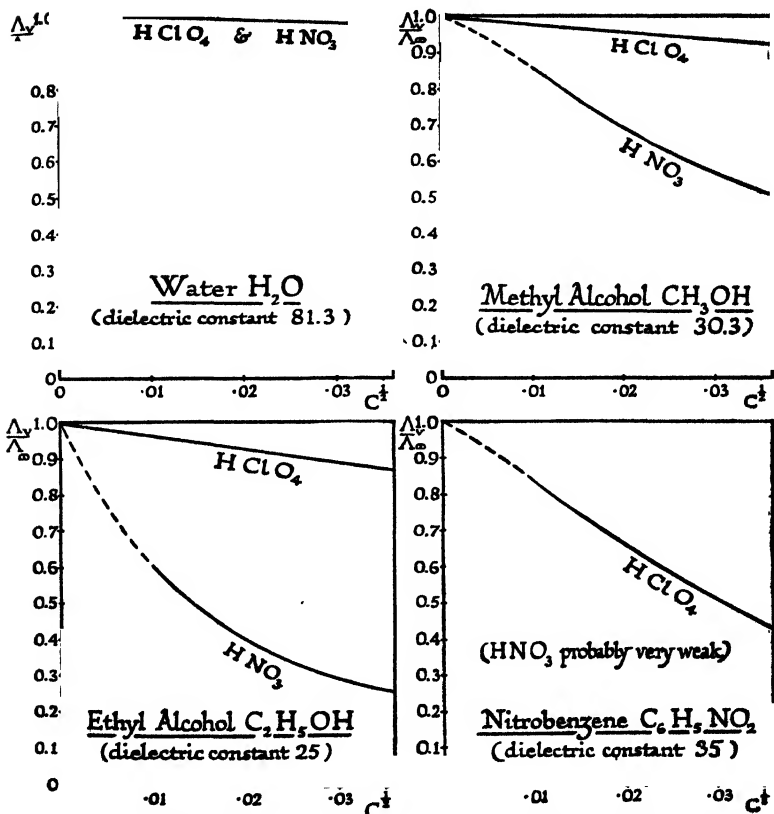 Λᵥ
HClO₄ & HNO₃
0.8
0.7
0.6
0.5
0.4
0.3
0.2
0.1
0
Water H₂O
(dielectric constant 81.3)
0 .01 .02 .03 C^½
Λᵥ/Λ∞
1.0
0.9
0.8
0.7
0.6
0.5
0.4
0.3
0.2
0.1
HClO₄
HNO₃
Methyl Alcohol CH₃OH
(dielectric constant 30.3)
0 .01 .02 .03 C^½
Λᵥ/Λ∞
1.0
0.9
0.8
0.7
0.6
0.5
0.4
0.3
0.2
0.1
0
HClO₄
HNO₃
Ethyl Alcohol C₂H₅OH
(dielectric constant 25)
.01 .02 .03 C^½
Λᵥ/Λ∞
1.0
0.9
0.8
0.7
0.6
0.5
0.4
0.3
0.2
0.1
HClO₄
(HNO₃ probably very weak)
Nitrobenzene C₆H₅NO₂
(dielectric constant 35)
.01 .02 .03 C^½